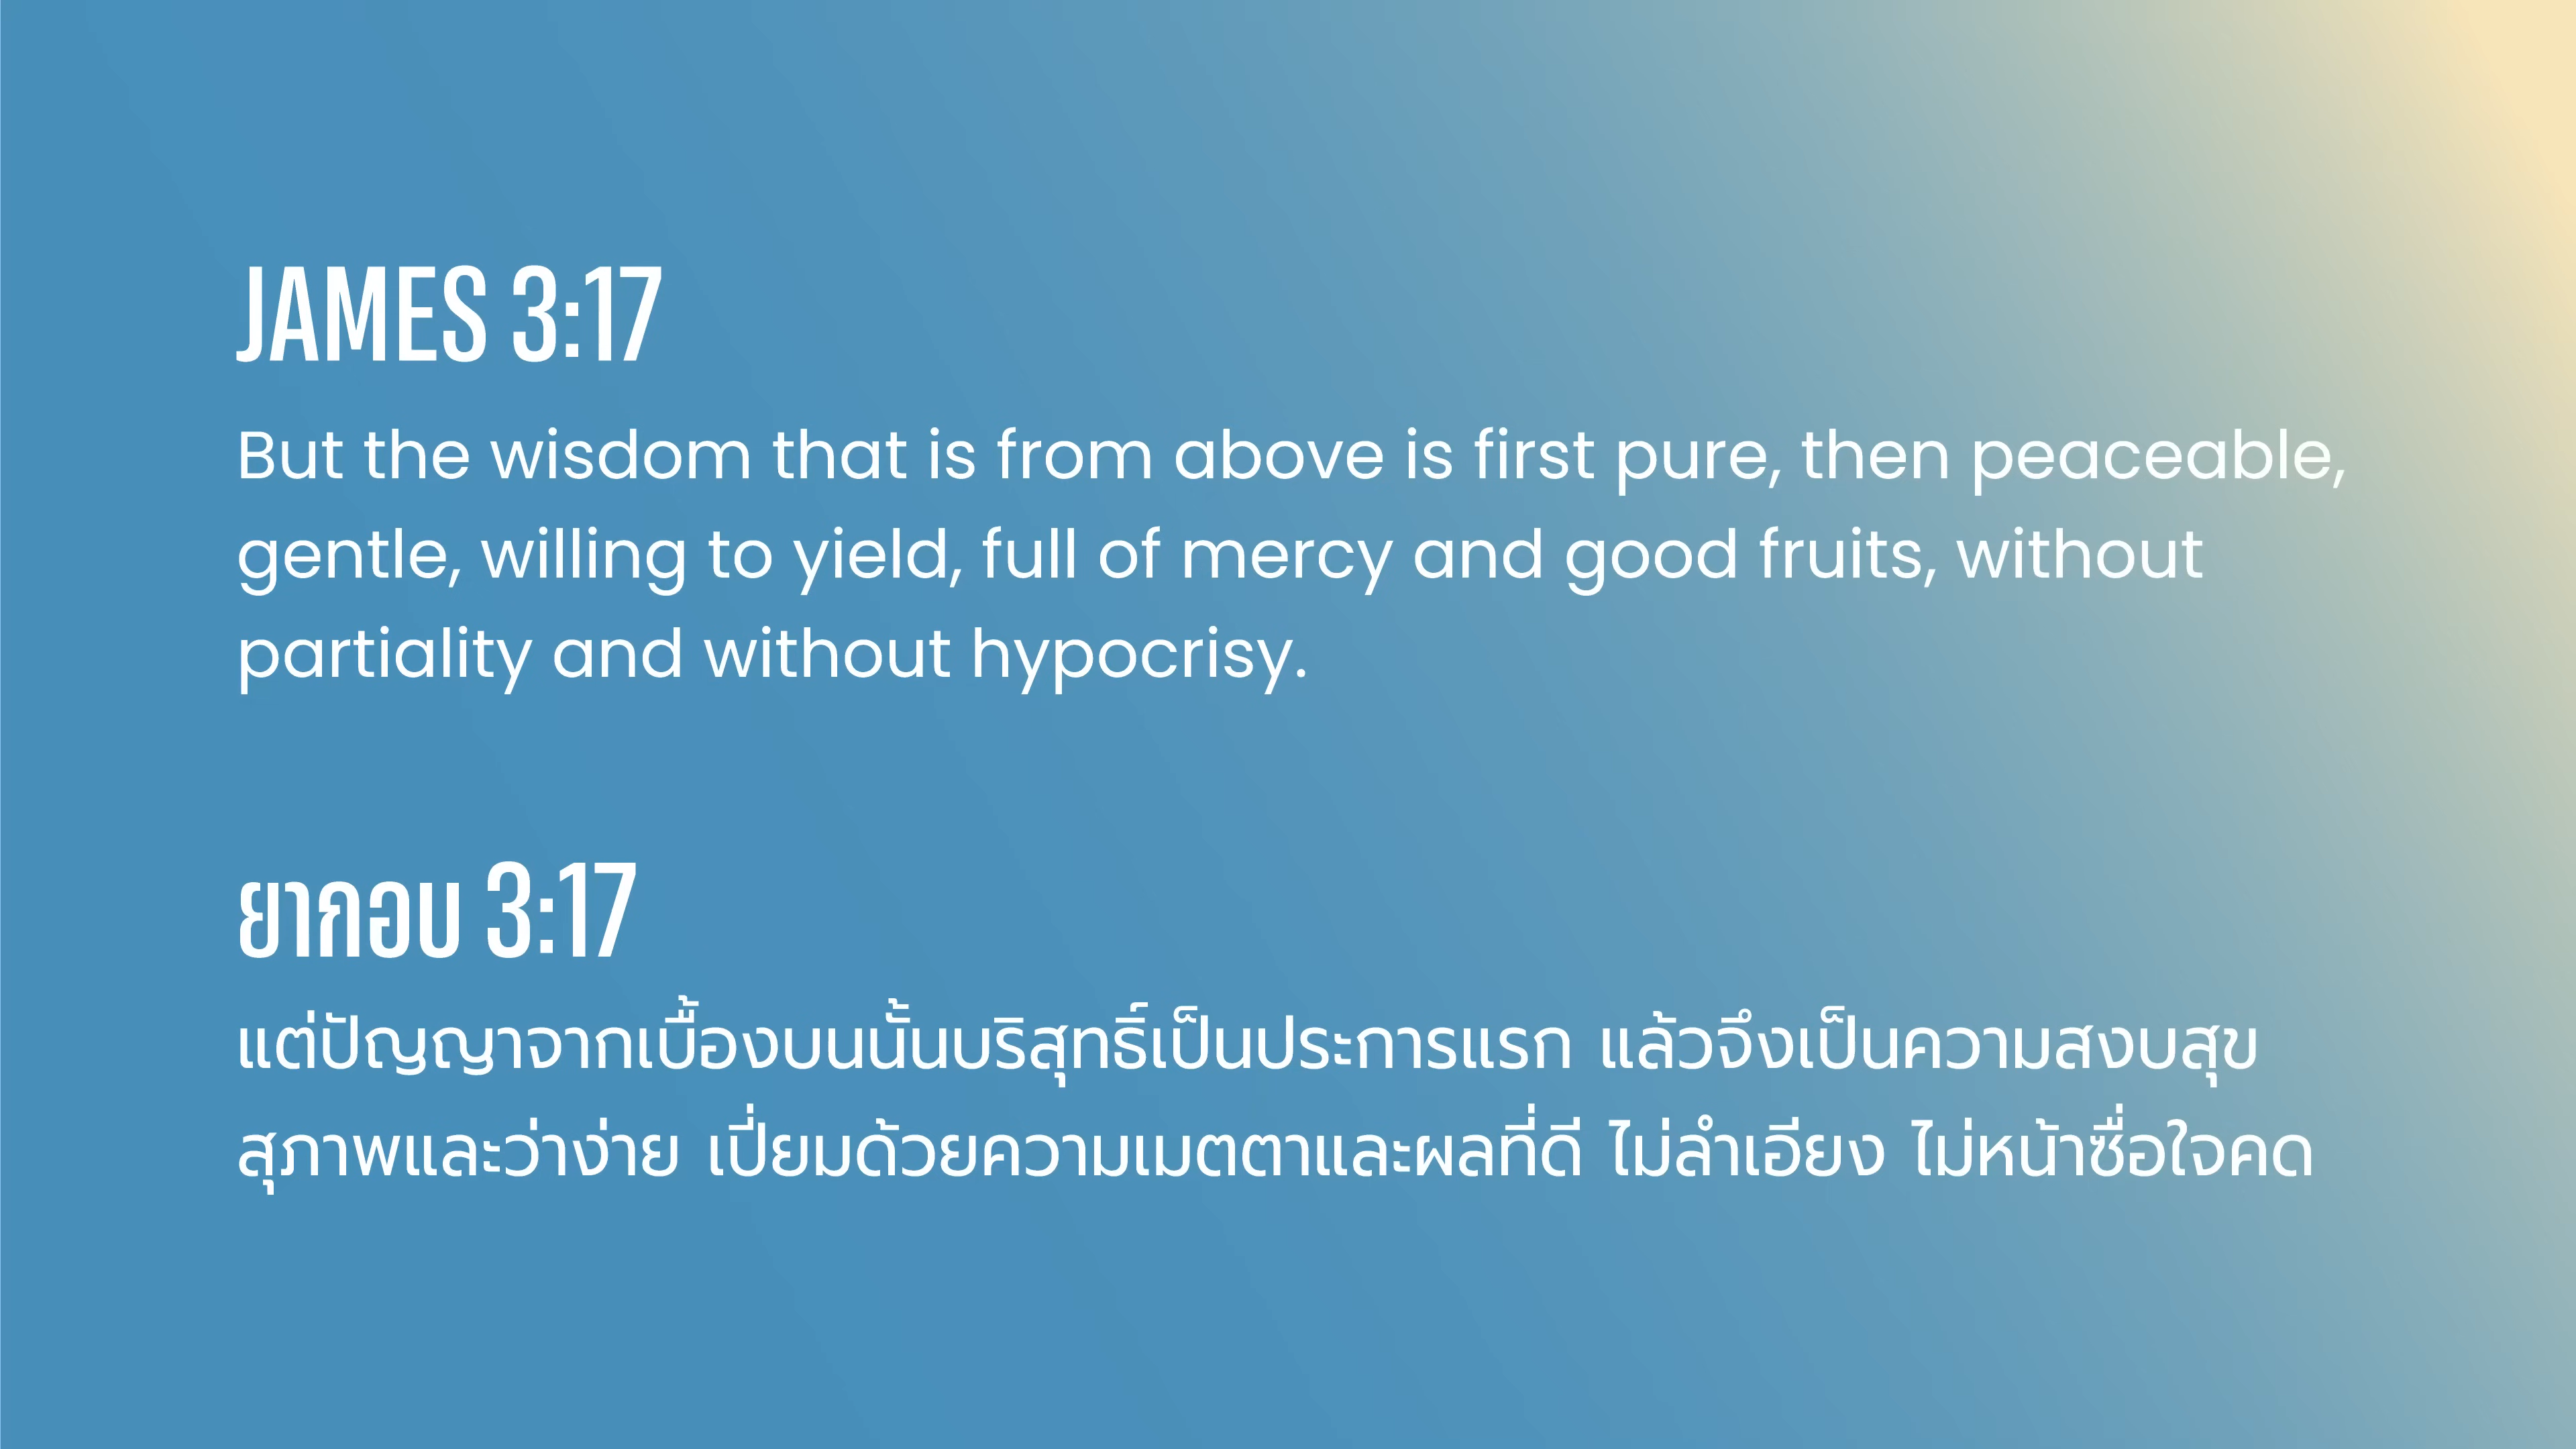 JAMES 3:17
But the wisdom that is from above is first pure, then peaceable,
gentle, willing to yield, full of mercy and good fruits, without
partiality and without hypocrisy.
ยากอบ 3:17
แต่ปัญญาจากเบื้องบนนั้นบริสุทธิ์เป็นประการแรก แล้วจึงเป็นความสงบสุข
สุภาพและว่าง่าย เปี่ยมด้วยความเมตตาและผลที่ดี ไม่ลำเอียง ไม่หน้าซื่อใจคด